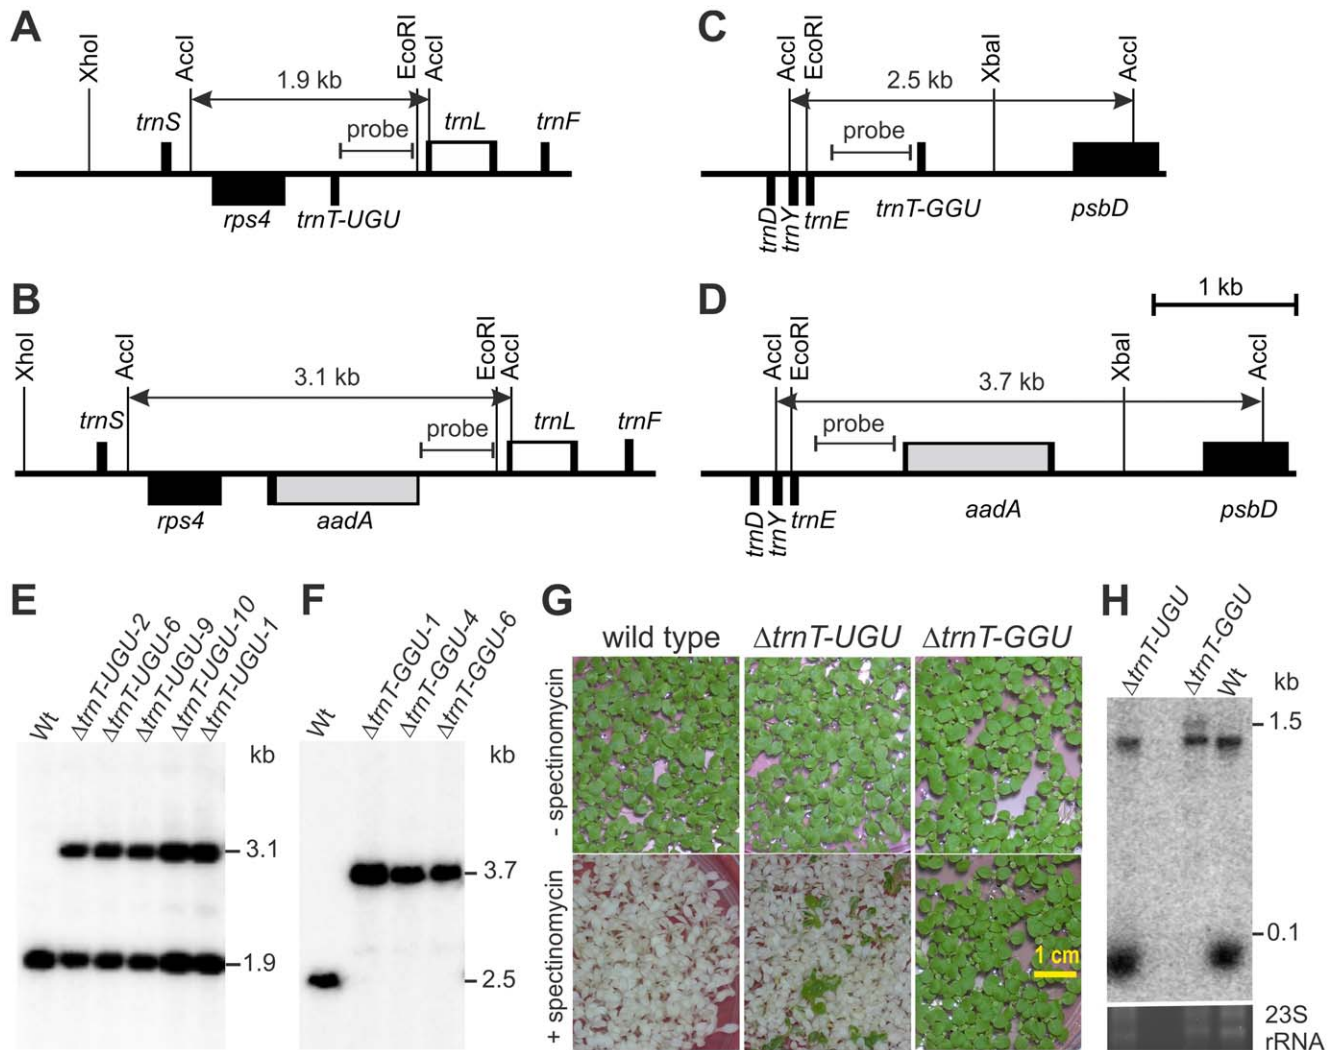 A
XhoI
AccI
EcoRI
AccI
1.9 kb
trnS
probe
trnL
trnF
rps4
trnT-UGU
B
XhoI
AccI
EcoRI
AccI
3.1 kb
trnS
probe
trnL
trnF
rps4
aadA
C
AccI
EcoRI
XbaI
AccI
2.5 kb
probe
trnD
trnY
trnE
trnT-GGU
psbD
D
1 kb
AccI
EcoRI
XbaI
AccI
3.7 kb
probe
trnD
trnY
trnE
aadA
psbD
E
Wt
ΔtrnT-UGU-2
ΔtrnT-UGU-6
ΔtrnT-UGU-9
ΔtrnT-UGU-10
ΔtrnT-UGU-1
kb
3.1
1.9
F
Wt
ΔtrnT-GGU-1
ΔtrnT-GGU-4
ΔtrnT-GGU-6
kb
3.7
2.5
G
wild type
ΔtrnT-UGU
ΔtrnT-GGU
- spectinomycin
+ spectinomycin
1 cm
H
ΔtrnT-UGU
ΔtrnT-GGU
Wt
kb
1.5
0.1
23S
rRNA